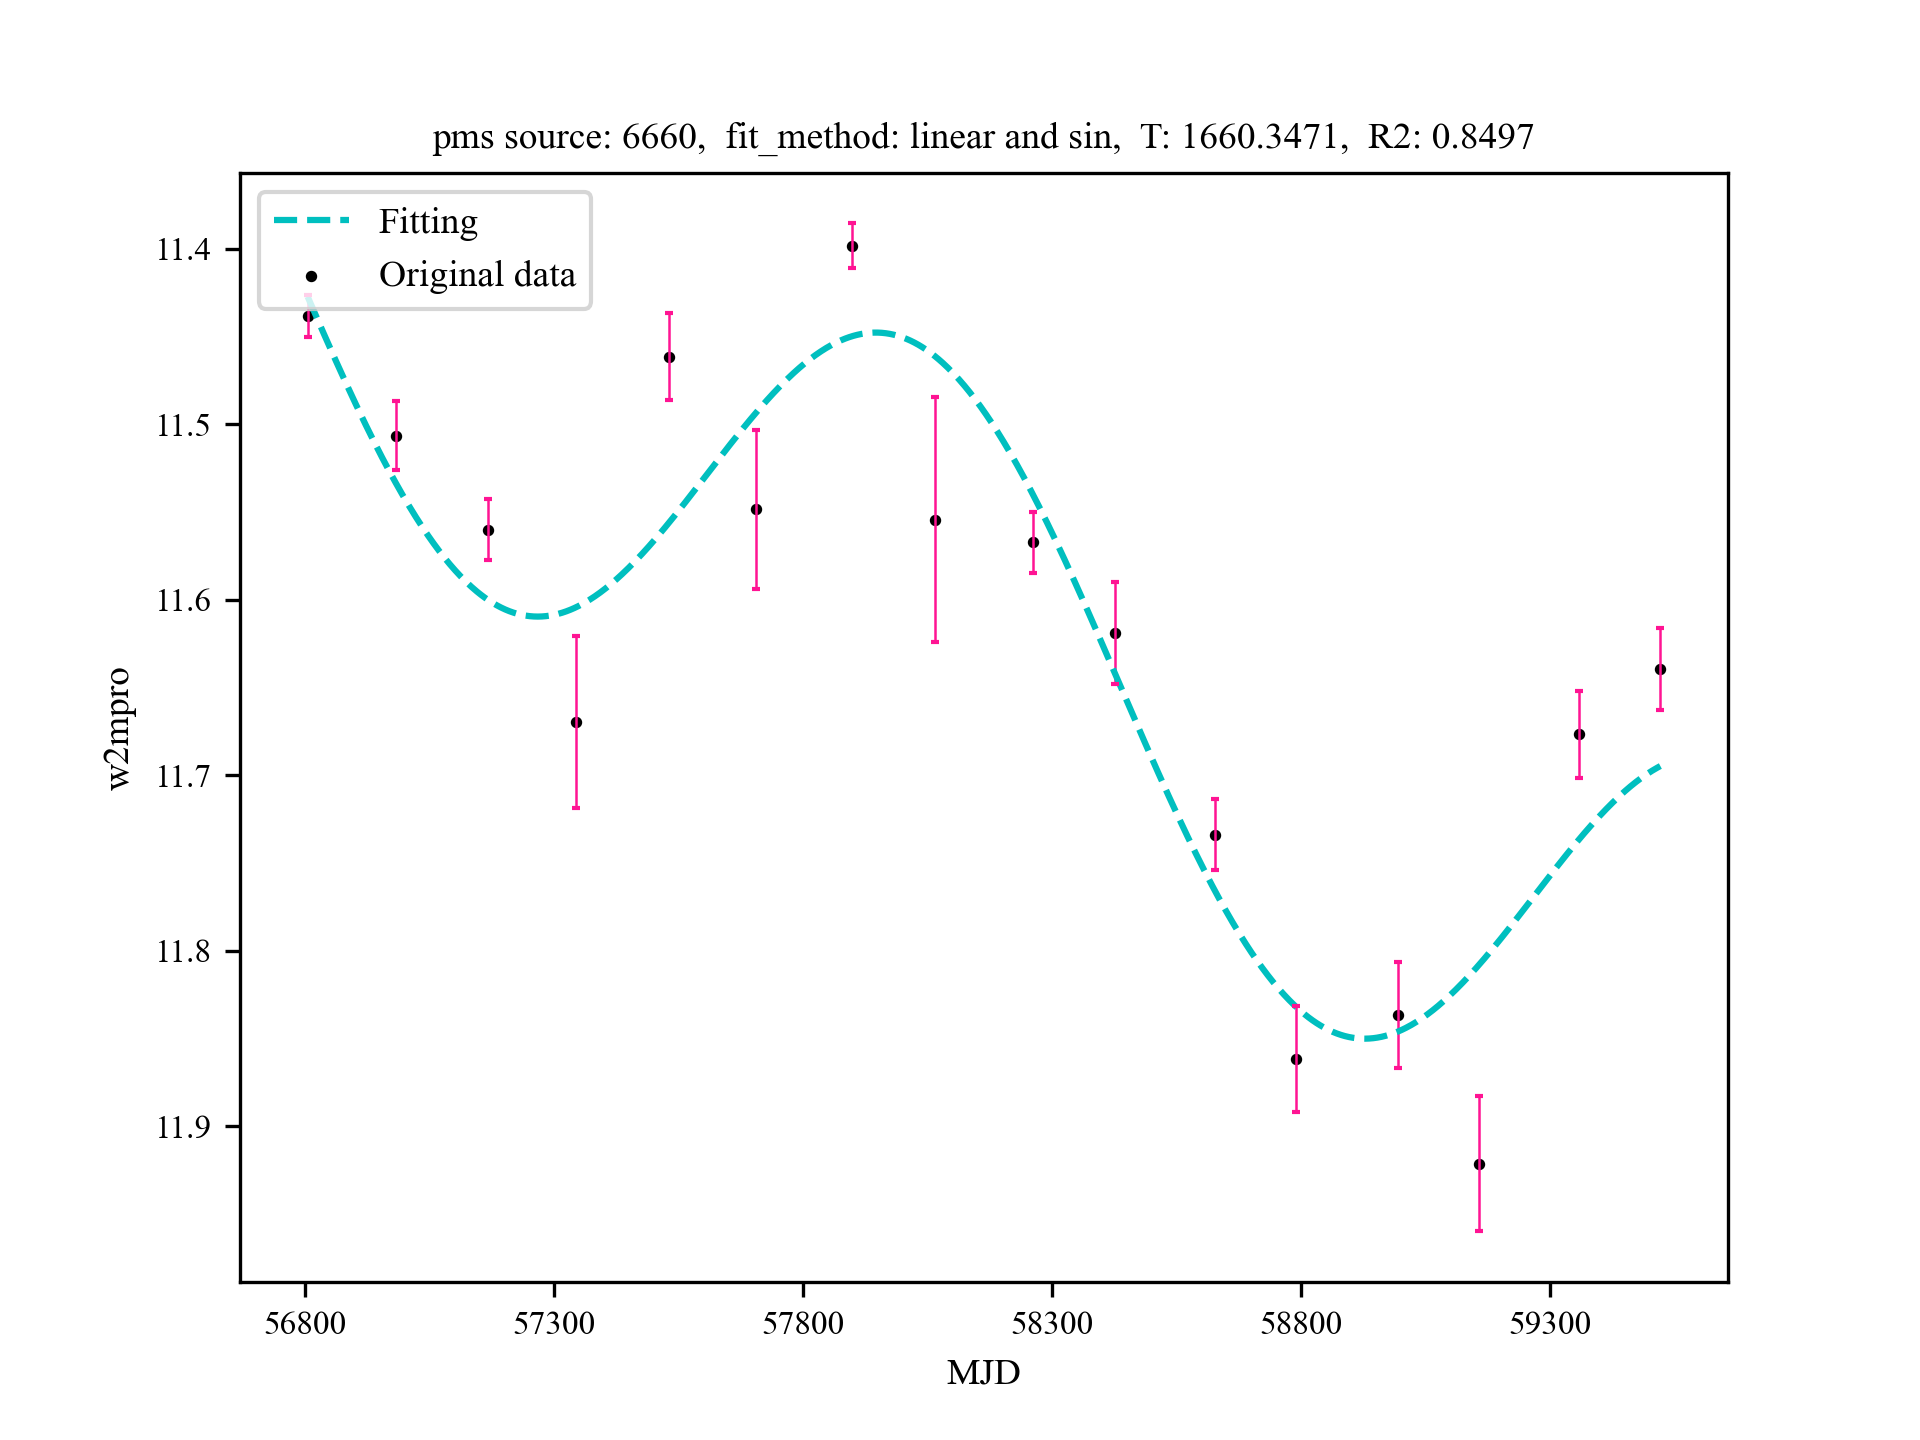 pms source: 6660,  fit_method: linear and sin,  T: 1660.3471,  R2: 0.8497
Fitting
Original data
11.4
11.5
11.6
11.7
11.8
11.9
w2mpro
56800
57300
57800
58300
58800
59300
MJD